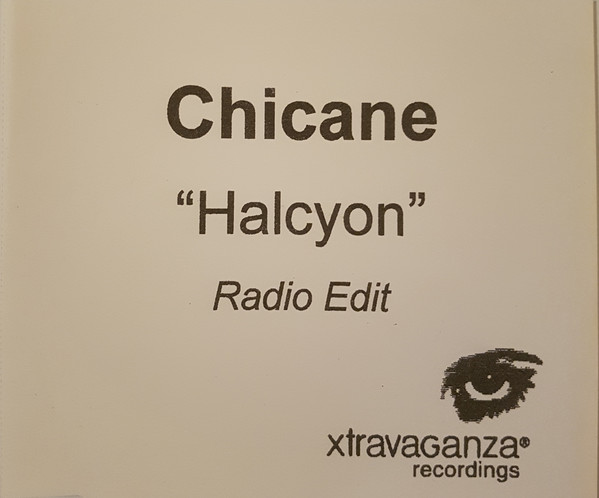 Chicane
“Halcyon”
Radio Edit
xtravaGanza®
recordings